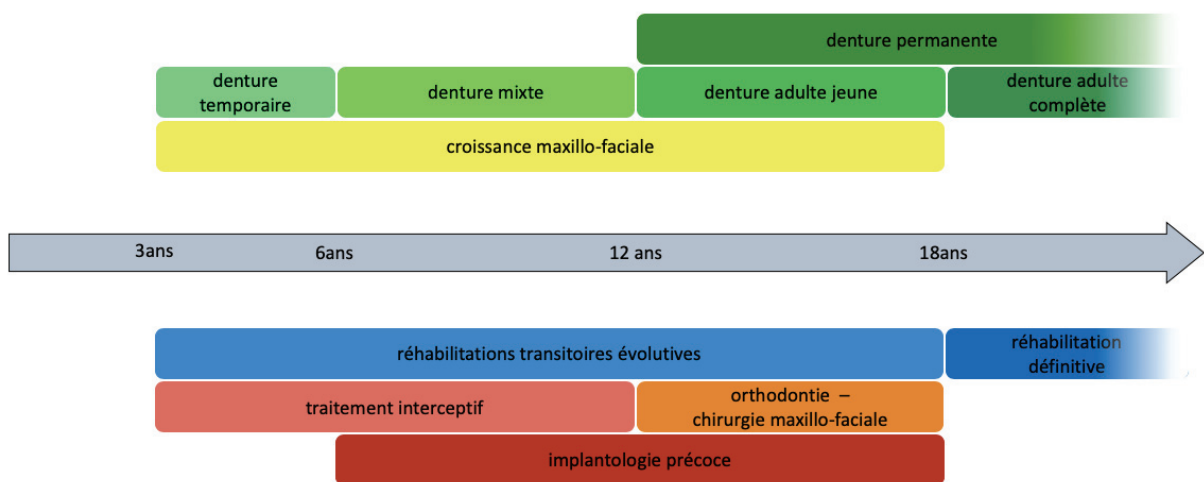 denture permanente
denture
temporaire
denture mixte
denture adulte jeune
denture adulte
complète
croissance maxillo-faciale
3ans
6ans
12 ans
18ans
réhabilitations transitoires évolutives
réhabilitation
définitive
traitement interceptif
orthodontie –
chirurgie maxillo-faciale
implantologie précoce